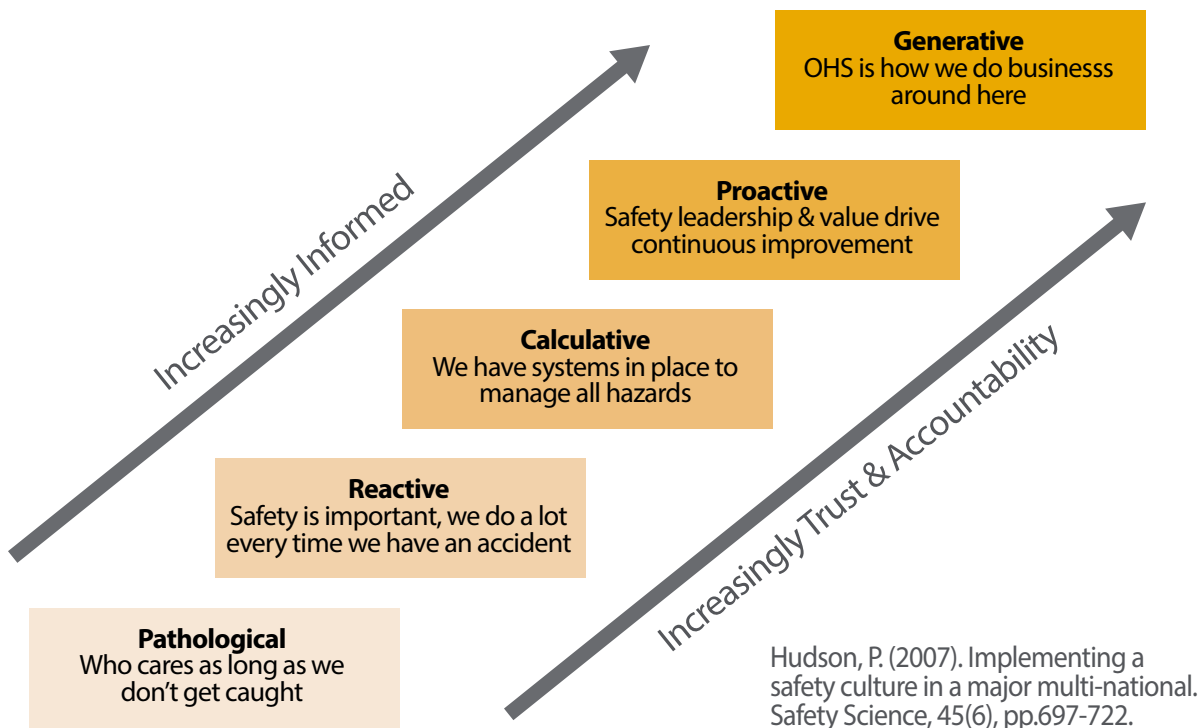 Generative
OHS is how we do businesss
around here
Proactive
Safety leadership & value drive
continuous improvement
Increasingly Informed
Calculative
We have systems in place to
manage all hazards
Reactive
Safety is important, we do a lot
every time we have an accident
Increasingly Trust & Accountability
Pathological
Who cares as long as we
don’t get caught
Hudson, P. (2007). Implementing a
safety culture in a major multi-national.
Safety Science, 45(6), pp.697-722.